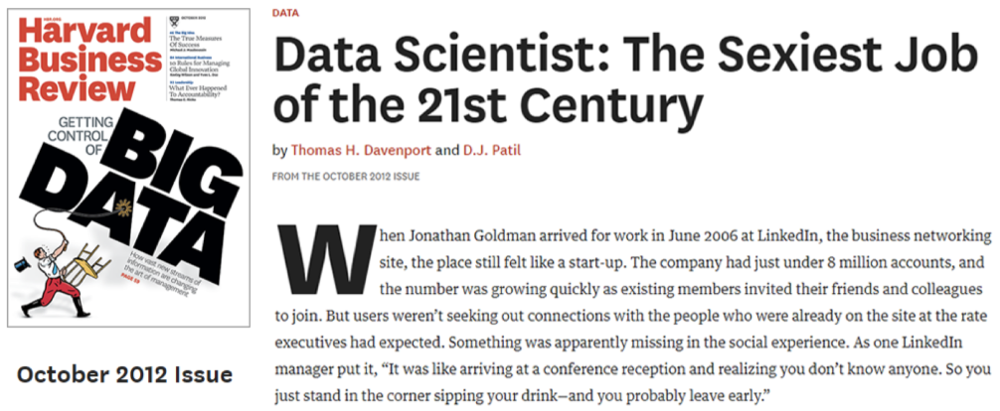 HBR.ORG
OCTOBER 2012
Harvard
Business
Review
The True Measures
Of Success
10 Rules for Managing
Global Innovation
What Ever Happened
To Accountability?
GETTING
CONTROL
OF
BIG
DATA
How vast new streams of
information are changing
the art of management
PAGE 59
October 2012 Issue
DATA
Data Scientist: The Sexiest Job
of the 21st Century
by Thomas H. Davenport and D.J. Patil
FROM THE OCTOBER 2012 ISSUE
When Jonathan Goldman arrived for work in June 2006 at LinkedIn, the business networking
site, the place still felt like a start-up. The company had just under 8 million accounts, and
the number was growing quickly as existing members invited their friends and colleagues
to join. But users weren’t seeking out connections with the people who were already on the site at the rate
executives had expected. Something was apparently missing in the social experience. As one LinkedIn
manager put it, “It was like arriving at a conference reception and realizing you don’t know anyone. So you
just stand in the corner sipping your drink—and you probably leave early.”